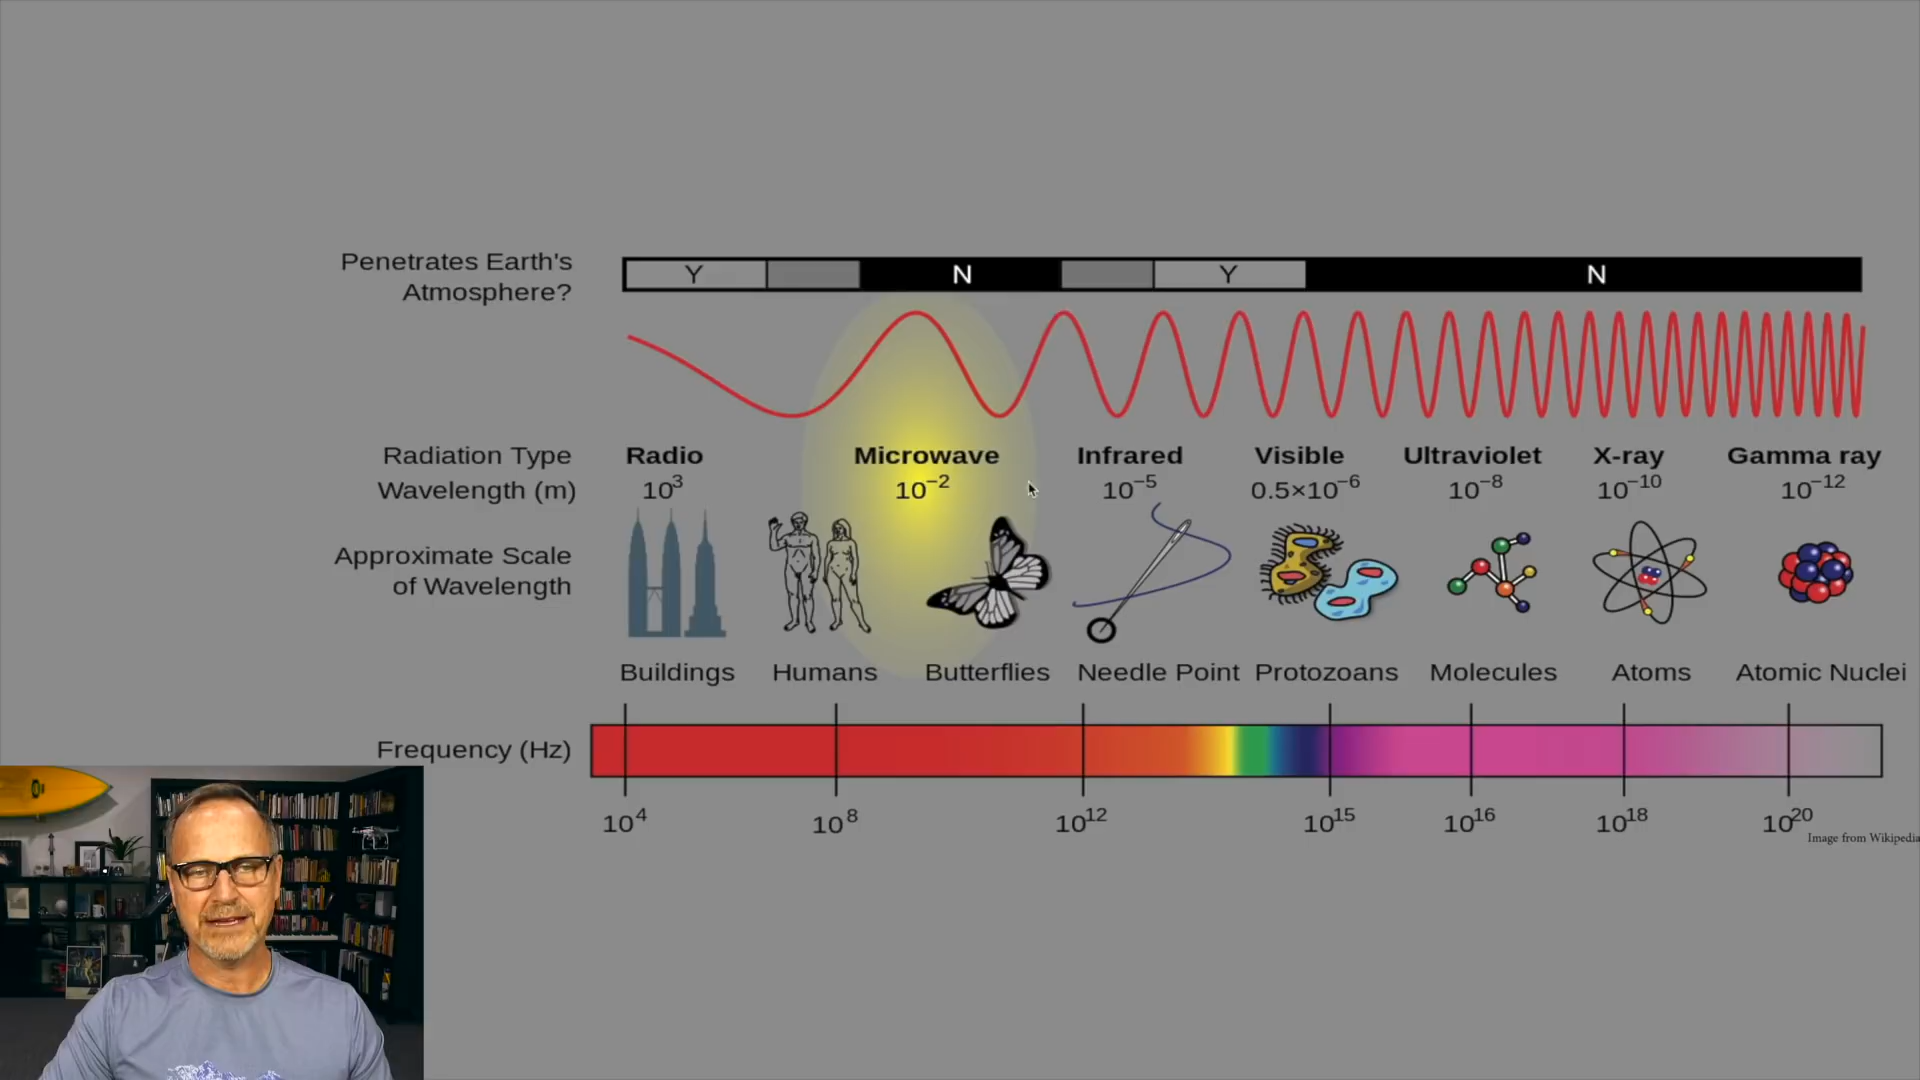 Penetrates Earth's
Atmosphere?
Y N Y N
Radiation Type Radio Microwave Infrared Visible Ultraviolet X-ray Gamma ray
Wavelength (m) 10³ 10⁻² 10⁻⁵ 0.5×10⁻⁶ 10⁻⁸ 10⁻¹⁰ 10⁻¹²
Approximate Scale
of Wavelength
Buildings Humans Butterflies Needle Point Protozoans Molecules Atoms Atomic Nuclei
Frequency (Hz)
10⁴ 10⁸ 10¹² 10¹⁵ 10¹⁶ 10¹⁸ 10²⁰
Image from Wikipedia